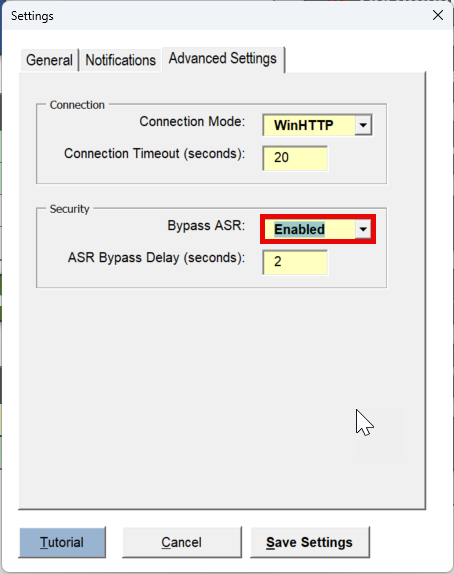 Settings
General Notifications Advanced Settings
Connection
Connection Mode: WinHTTP
Connection Timeout (seconds): 20
Security
Bypass ASR: Enabled
ASR Bypass Delay (seconds): 2
Tutorial Cancel Save Settings